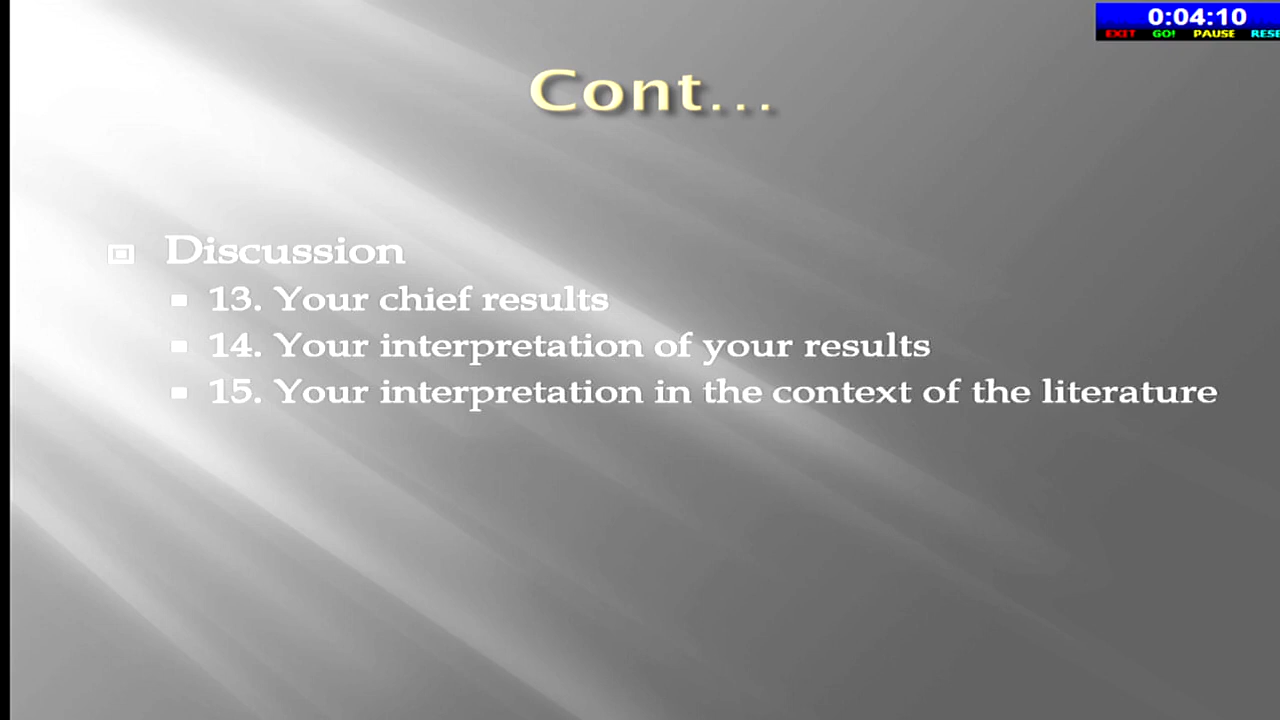 0:04:10
EXIT GO! PAUSE RESE
Cont...
Discussion
13. Your chief results
14. Your interpretation of your results
15. Your interpretation in the context of the literature